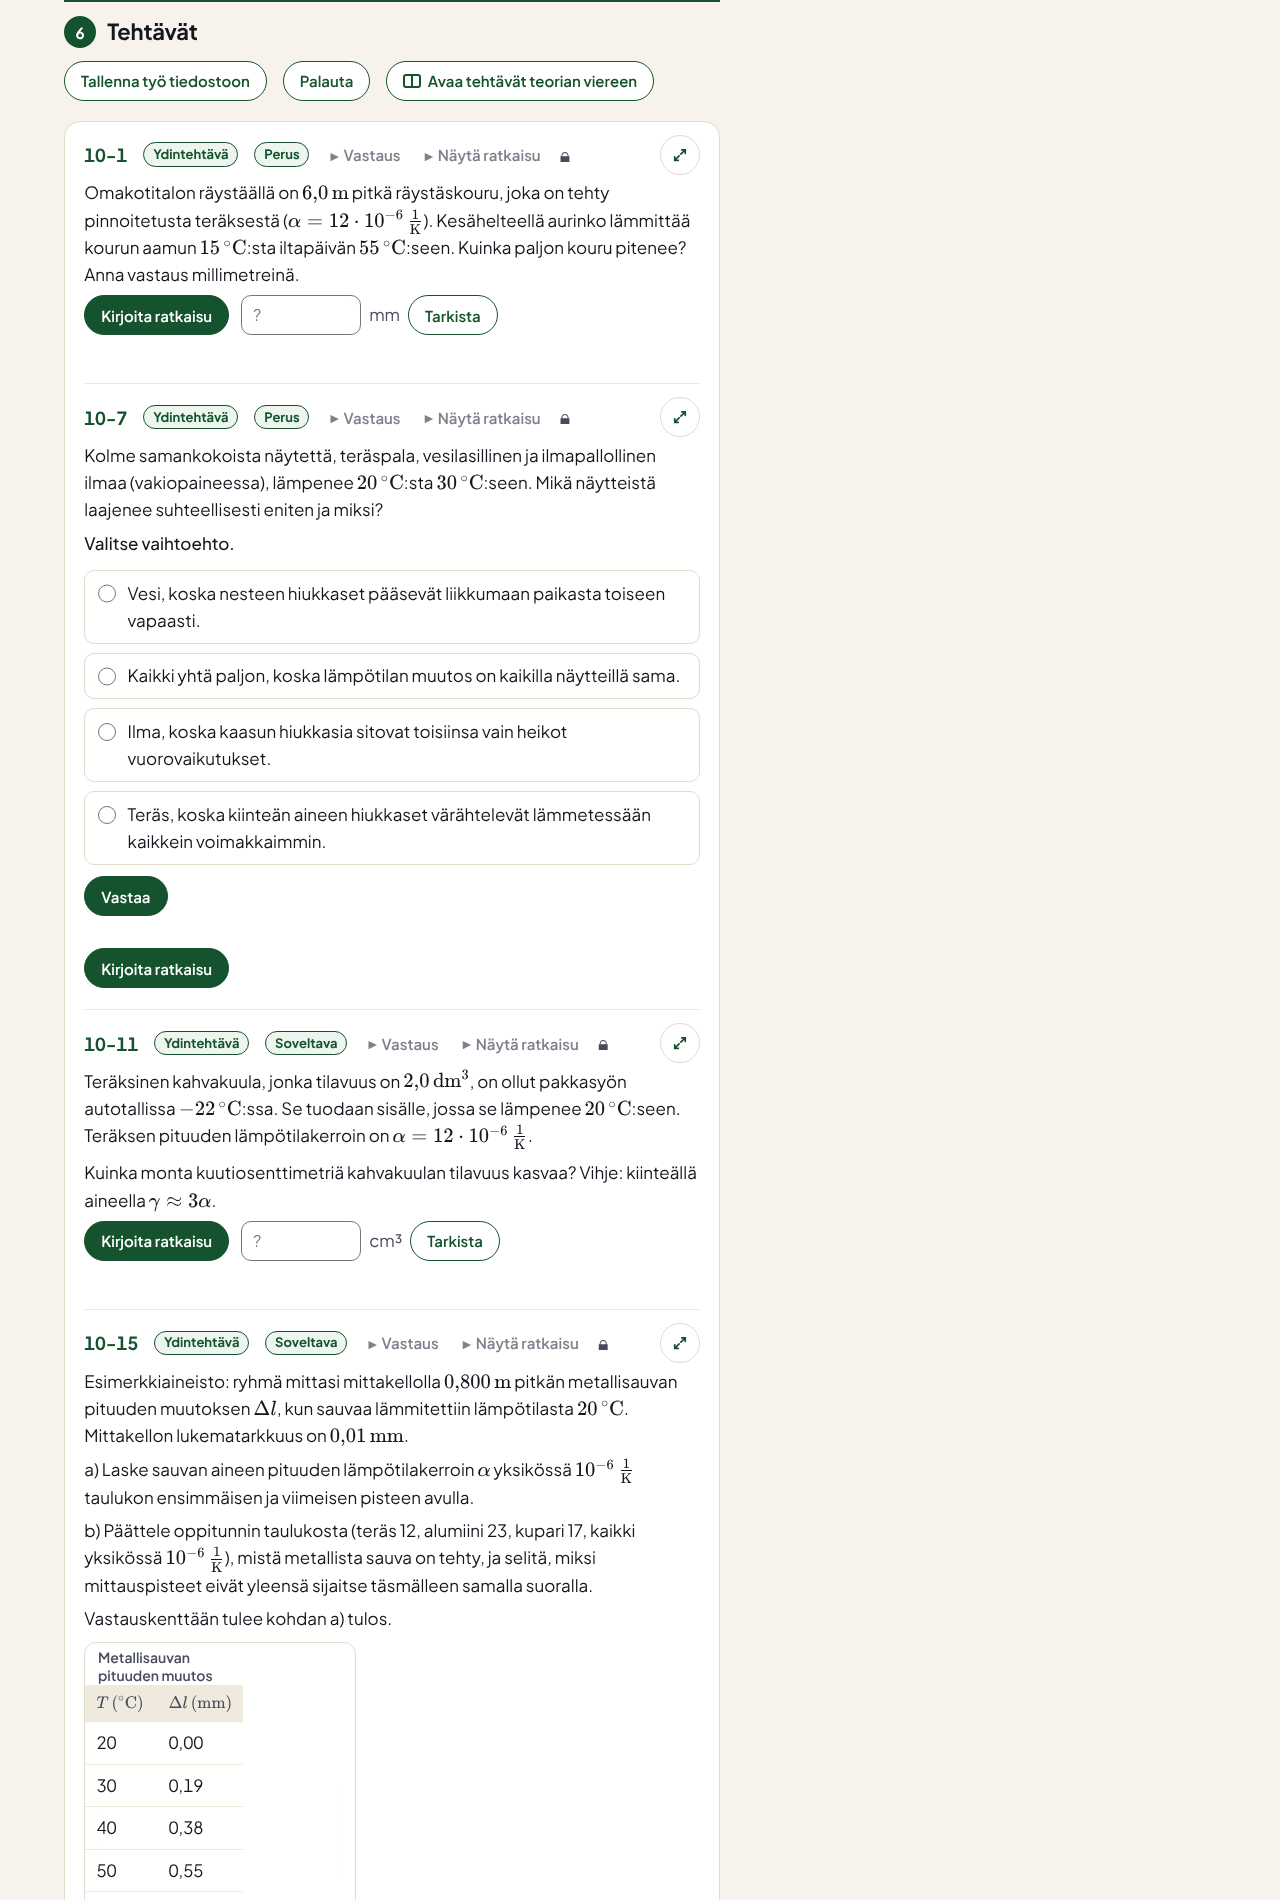 6 Tehtävät
Tallenna työ tiedostoon Palauta Avaa tehtävät teorian viereen
10-1 Ydintehtävä Perus ▸ Vastaus ▸ Näytä ratkaisu
Omakotitalon räystäällä on 6,0 m pitkä räystäskouru, joka on tehty
pinnoitetusta teräksestä (α = 12 · 10⁻⁶ 1/K). Kesähelteellä aurinko lämmittää
kourun aamun 15 °C:sta iltapäivän 55 °C:seen. Kuinka paljon kouru pitenee?
Anna vastaus millimetreinä.
Kirjoita ratkaisu ? mm Tarkista
10-7 Ydintehtävä Perus ▸ Vastaus ▸ Näytä ratkaisu
Kolme samankokoista näytettä, teräspala, vesilasillinen ja ilmapallollinen
ilmaa (vakiopaineessa), lämpenee 20 °C:sta 30 °C:seen. Mikä näytteistä
laajenee suhteellisesti eniten ja miksi?
Valitse vaihtoehto.
Vesi, koska nesteen hiukkaset pääsevät liikkumaan paikasta toiseen
vapaasti.
Kaikki yhtä paljon, koska lämpötilan muutos on kaikilla näytteillä sama.
Ilma, koska kaasun hiukkasia sitovat toisiinsa vain heikot
vuorovaikutukset.
Teräs, koska kiinteän aineen hiukkaset värähtelevät lämmetessään
kaikkein voimakkaimmin.
Vastaa
Kirjoita ratkaisu
10-11 Ydintehtävä Soveltava ▸ Vastaus ▸ Näytä ratkaisu
Teräksinen kahvakuula, jonka tilavuus on 2,0 dm³, on ollut pakkasyön
autotallissa −22 °C:ssa. Se tuodaan sisälle, jossa se lämpenee 20 °C:seen.
Teräksen pituuden lämpötilakerroin on α = 12 · 10⁻⁶ 1/K.
Kuinka monta kuutiosenttimetriä kahvakuulan tilavuus kasvaa? Vihje: kiinteällä
aineella γ ≈ 3α.
Kirjoita ratkaisu ? cm³ Tarkista
10-15 Ydintehtävä Soveltava ▸ Vastaus ▸ Näytä ratkaisu
Esimerkkiaineisto: ryhmä mittasi mittakellolla 0,800 m pitkän metallisauvan
pituuden muutoksen Δl, kun sauvaa lämmitettiin lämpötilasta 20 °C.
Mittakellon lukematarkkuus on 0,01 mm.
a) Laske sauvan aineen pituuden lämpötilakerroin α yksikössä 10⁻⁶ 1/K
taulukon ensimmäisen ja viimeisen pisteen avulla.
b) Päättele oppitunnin taulukosta (teräs 12, alumiini 23, kupari 17, kaikki
yksikössä 10⁻⁶ 1/K), mistä metallista sauva on tehty, ja selitä, miksi
mittauspisteet eivät yleensä sijaitse täsmälleen samalla suoralla.
Vastauskenttään tulee kohdan a) tulos.
Metallisauvan
pituuden muutos
T (°C) Δl (mm)
20 0,00
30 0,19
40 0,38
50 0,55